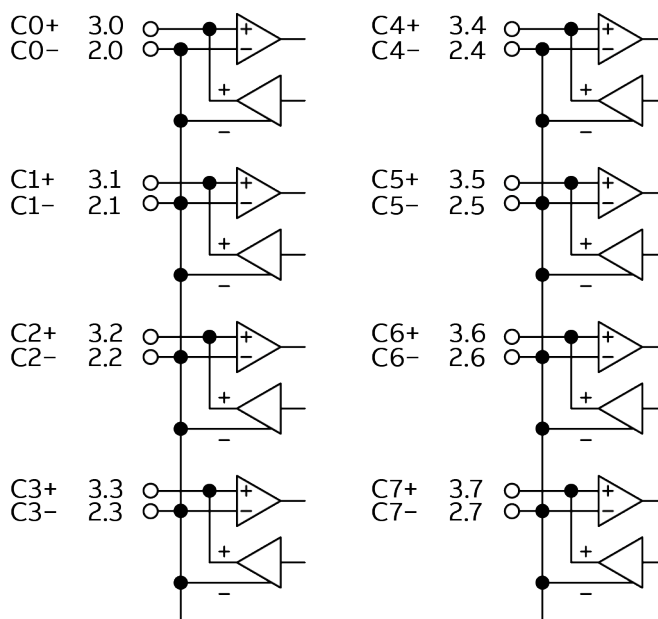 C0+ 3.0 + C4+ 3.4 +
C0− 2.0 − C4− 2.4 −
+ +
− −
C1+ 3.1 + C5+ 3.5 +
C1− 2.1 − C5− 2.5 −
+ +
− −
C2+ 3.2 + C6+ 3.6 +
C2− 2.2 − C6− 2.6 −
+ +
− −
C3+ 3.3 + C7+ 3.7 +
C3− 2.3 − C7− 2.7 −
+ +
− −